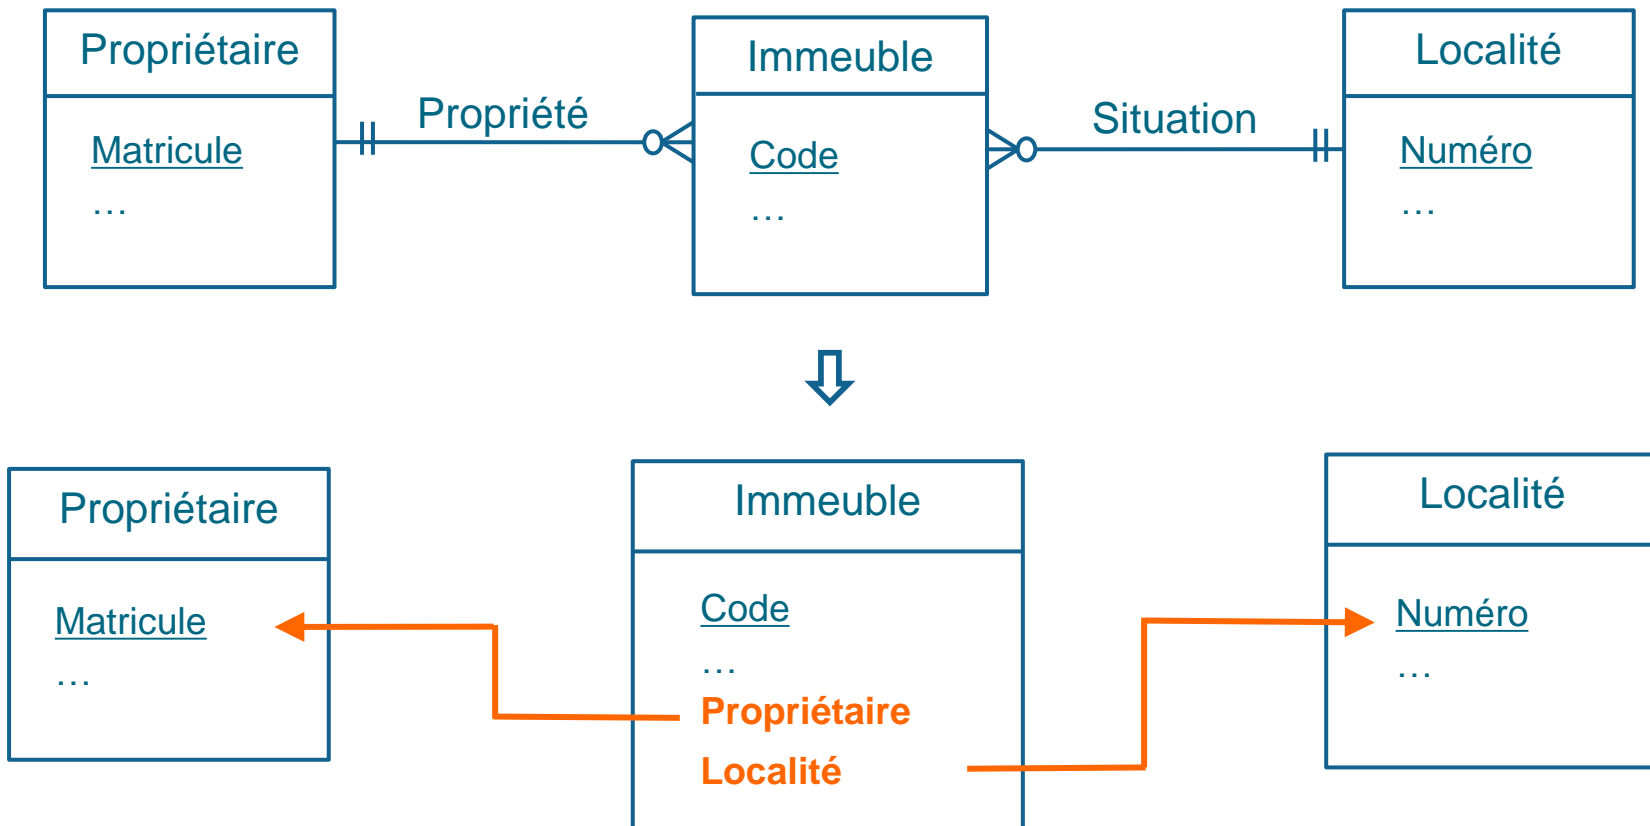 Propriétaire
Immeuble
Localité
Propriété
Situation
Matricule
…
Code
…
Numéro
…
Propriétaire
Immeuble
Localité
Matricule
…
Code
…
Propriétaire
Localité
Numéro
…